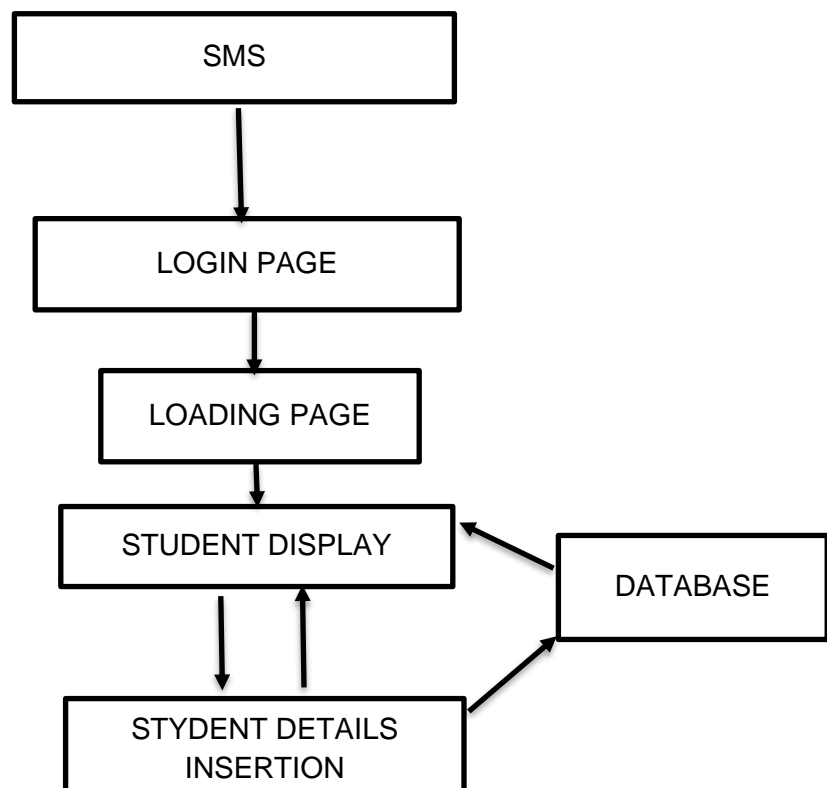 SMS
LOGIN PAGE
LOADING PAGE
STUDENT DISPLAY
DATABASE
STYDENT DETAILS
INSERTION